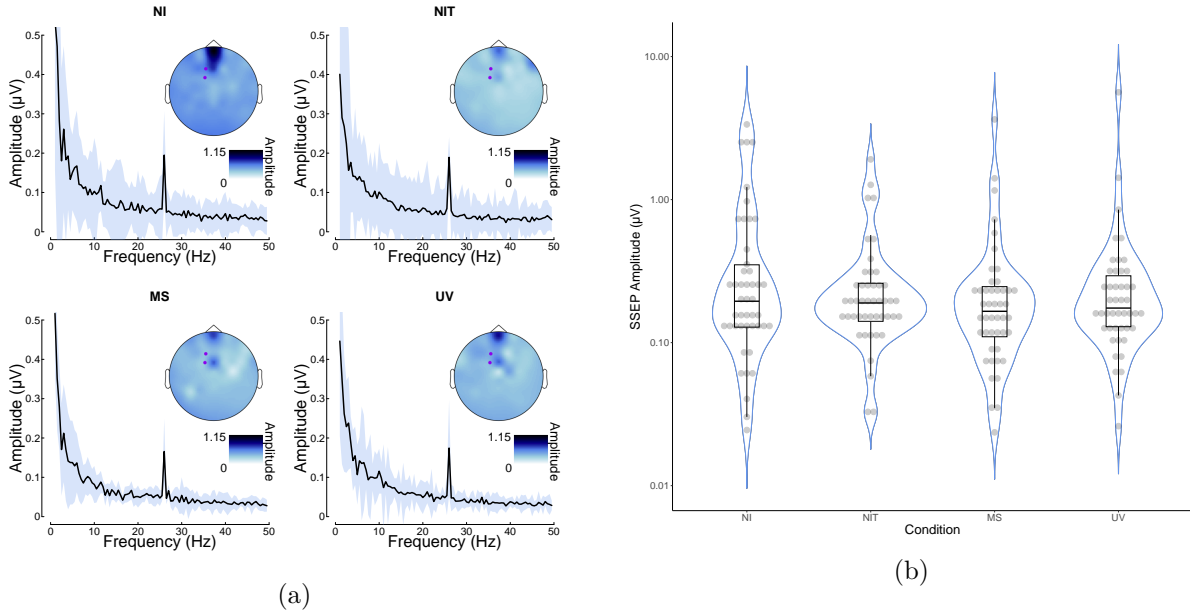 NI
Amplitude (μV)
0.5
0.4
0.3
0.2
0.1
0
0 10 20 30 40 50
Frequency (Hz)
1.15
0
Amplitude
NIT
Amplitude (μV)
0.5
0.4
0.3
0.2
0.1
0
0 10 20 30 40 50
Frequency (Hz)
1.15
0
Amplitude
MS
Amplitude (μV)
0.5
0.4
0.3
0.2
0.1
0
0 10 20 30 40 50
Frequency (Hz)
1.15
0
Amplitude
UV
Amplitude (μV)
0.5
0.4
0.3
0.2
0.1
0
0 10 20 30 40 50
Frequency (Hz)
1.15
0
Amplitude
(a)
SSEP Amplitude (μV)
10.00
1.00
0.10
0.01
NI NIT MS UV
Condition
(b)